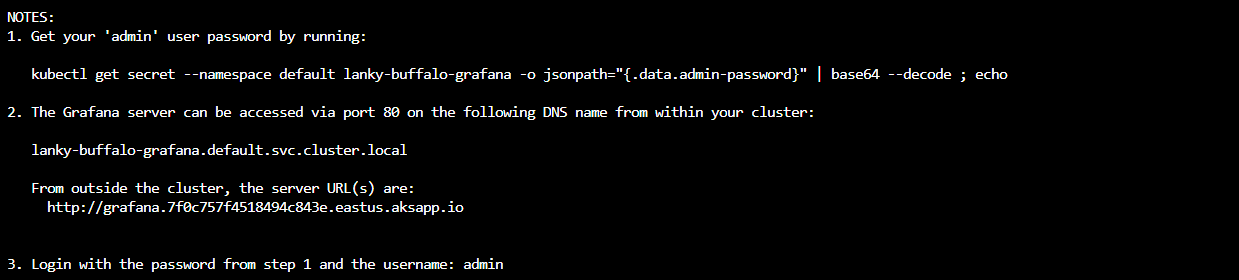 NOTES:
1. Get your 'admin' user password by running:
kubectl get secret --namespace default lanky-buffalo-grafana -o jsonpath="{.data.admin-password}" | base64 --decode ; echo
2. The Grafana server can be accessed via port 80 on the following DNS name from within your cluster:
lanky-buffalo-grafana.default.svc.cluster.local
From outside the cluster, the server URL(s) are:
http://grafana.7f0c757f4518494c843e.eastus.aksapp.io
3. Login with the password from step 1 and the username: admin